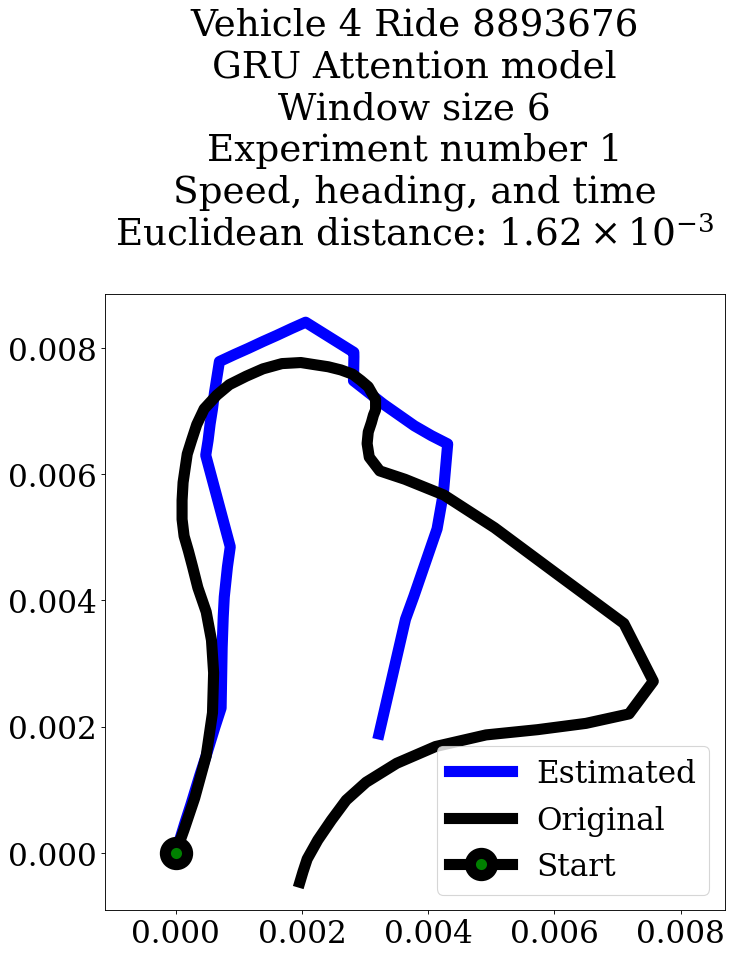 Vehicle 4 Ride 8893676
GRU Attention model
Window size 6
Experiment number 1
Speed, heading, and time
Euclidean distance: 1.62 × 10⁻³
0.008
0.006
0.004
0.002
0.000
Estimated
Original
Start
0.000 0.002 0.004 0.006 0.008